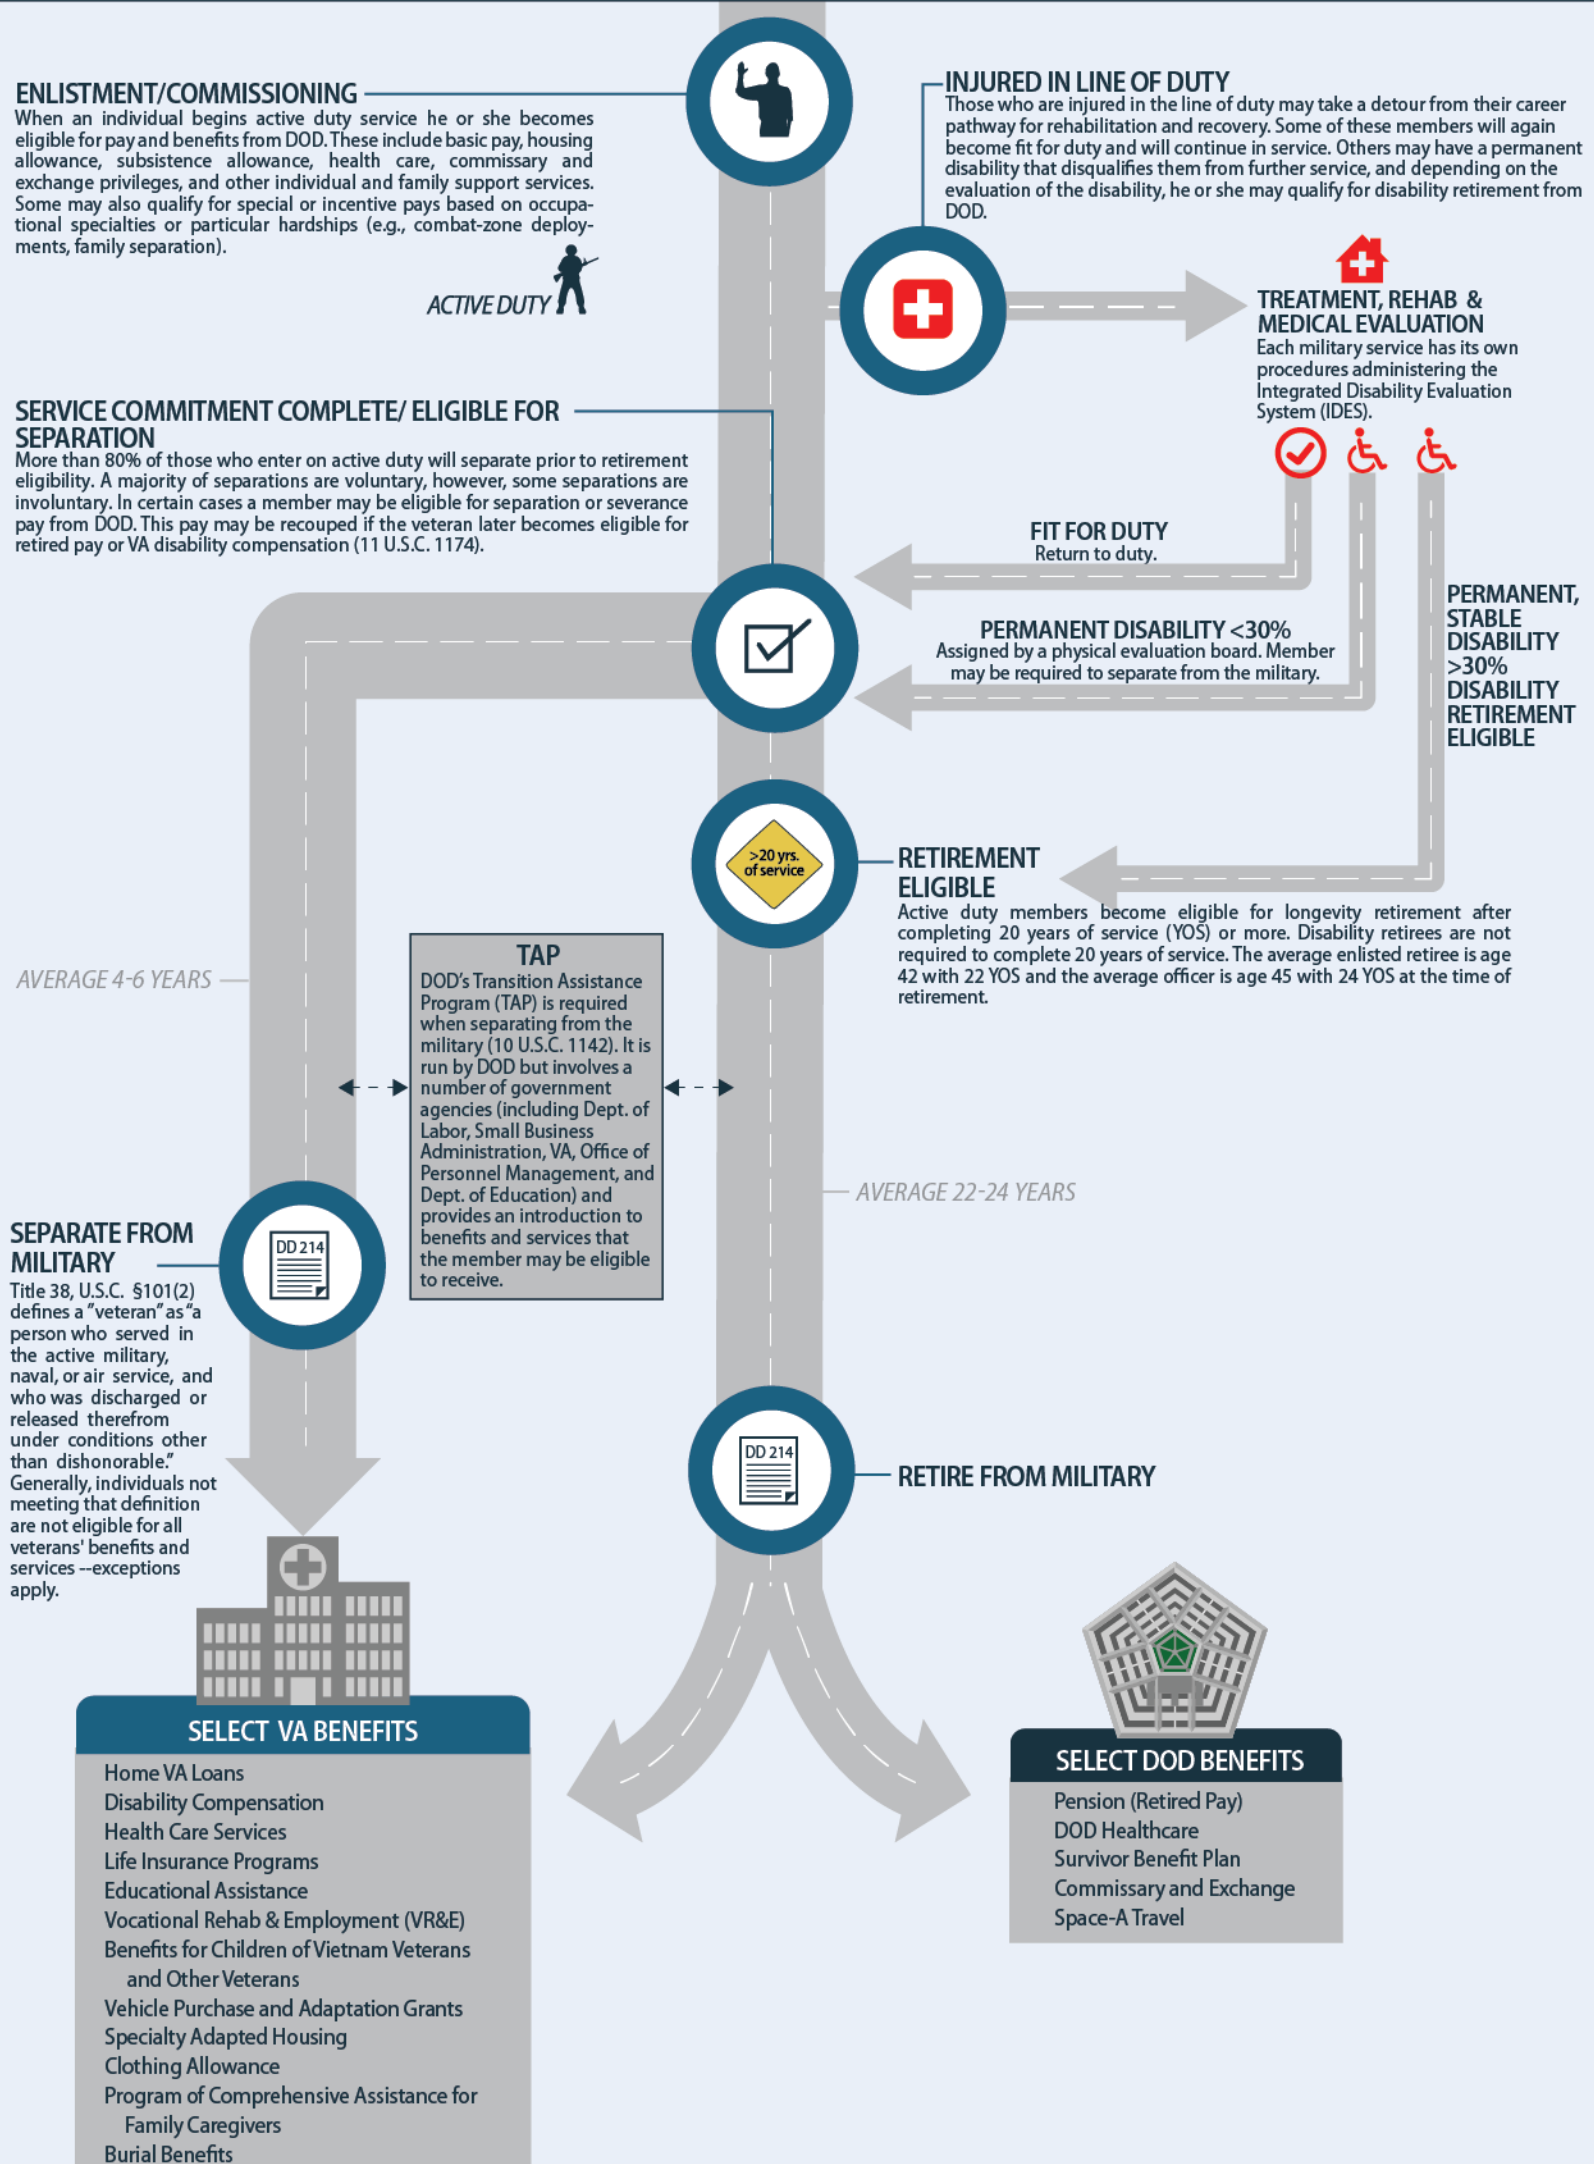 ENLISTMENT/COMMISSIONING
When an individual begins active duty service he or she becomes
eligible for pay and benefits from DOD. These include basic pay, housing
allowance, subsistence allowance, health care, commissary and
exchange privileges, and other individual and family support services.
Some may also qualify for special or incentive pays based on occupa-
tional specialties or particular hardships (e.g., combat-zone deploy-
ments, family separation).
ACTIVE DUTY
INJURED IN LINE OF DUTY
Those who are injured in the line of duty may take a detour from their career
pathway for rehabilitation and recovery. Some of these members will again
become fit for duty and will continue in service. Others may have a permanent
disability that disqualifies them from further service, and depending on the
evaluation of the disability, he or she may qualify for disability retirement from
DOD.
TREATMENT, REHAB &
MEDICAL EVALUATION
Each military service has its own
procedures administering the
Integrated Disability Evaluation
System (IDES).
SERVICE COMMITMENT COMPLETE/ ELIGIBLE FOR
SEPARATION
More than 80% of those who enter on active duty will separate prior to retirement
eligibility. A majority of separations are voluntary, however, some separations are
involuntary. In certain cases a member may be eligible for separation or severance
pay from DOD. This pay may be recouped if the veteran later becomes eligible for
retired pay or VA disability compensation (11 U.S.C. 1174).
FIT FOR DUTY
Return to duty.
PERMANENT DISABILITY <30%
Assigned by a physical evaluation board. Member
may be required to separate from the military.
PERMANENT,
STABLE
DISABILITY
>30%
DISABILITY
RETIREMENT
ELIGIBLE
>20 yrs.
of service
RETIREMENT
ELIGIBLE
Active duty members become eligible for longevity retirement after
completing 20 years of service (YOS) or more. Disability retirees are not
required to complete 20 years of service. The average enlisted retiree is age
42 with 22 YOS and the average officer is age 45 with 24 YOS at the time of
retirement.
AVERAGE 4-6 YEARS
TAP
DOD's Transition Assistance
Program (TAP) is required
when separating from the
military (10 U.S.C. 1142). It is
run by DOD but involves a
number of government
agencies (including Dept. of
Labor, Small Business
Administration, VA, Office of
Personnel Management, and
Dept. of Education) and
provides an introduction to
benefits and services that
the member may be eligible
to receive.
AVERAGE 22-24 YEARS
SEPARATE FROM
MILITARY
DD 214
Title 38, U.S.C. §101(2)
defines a "veteran" as "a
person who served in
the active military,
naval, or air service, and
who was discharged or
released therefrom
under conditions other
than dishonorable."
Generally, individuals not
meeting that definition
are not eligible for all
veterans' benefits and
services --exceptions
apply.
DD 214
RETIRE FROM MILITARY
SELECT VA BENEFITS
Home VA Loans
Disability Compensation
Health Care Services
Life Insurance Programs
Educational Assistance
Vocational Rehab & Employment (VR&E)
Benefits for Children of Vietnam Veterans
and Other Veterans
Vehicle Purchase and Adaptation Grants
Specialty Adapted Housing
Clothing Allowance
Program of Comprehensive Assistance for
Family Caregivers
Burial Benefits
SELECT DOD BENEFITS
Pension (Retired Pay)
DOD Healthcare
Survivor Benefit Plan
Commissary and Exchange
Space-A Travel